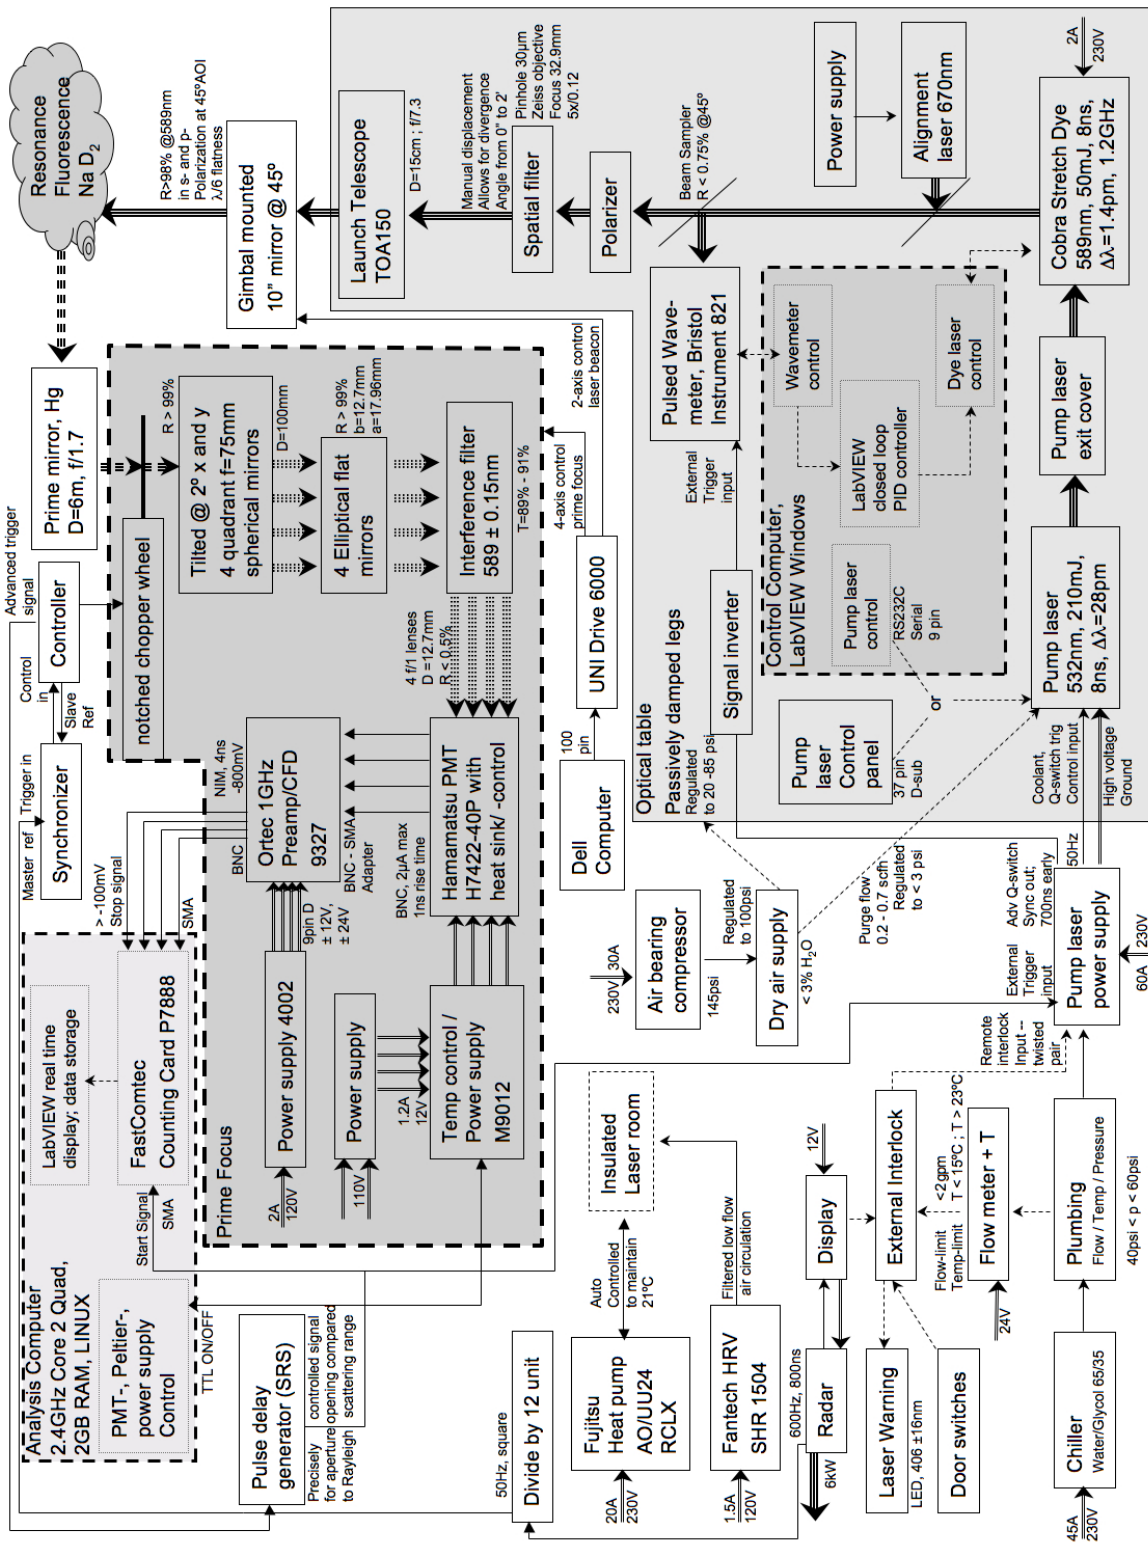 Analysis Computer
2.4GHz Core 2 Quad,
2GB RAM, LINUX
LabVIEW real time
display; data storage
FastComtec
Counting Card P7888
PMT-, Peltier-,
power supply
Control
Start Signal
SMA
TTL ON/OFF
> -100mV
Stop signal
SMA
Master ref
Trigger in
Synchronizer
Slave
Ref
Control
in
Controller
Advanced trigger
signal
notched chopper wheel
Prime mirror, Hg
D=6m, f/1.7
Resonance
Fluorescence
Na D2
R>98% @589nm
in s- and p-
Polarization at 45ºAOI
λ/6 flatness
Gimbal mounted
10” mirror @ 45°
Pulse delay
generator (SRS)
Precisely controlled signal
for aperture opening compared
to Rayleigh scattering range
Prime Focus
2A
120V
Power supply 4002
9pin D
± 12V,
± 24V
BNC
Ortec 1GHz
Preamp/CFD
9327
NIM, 4ns
-800mV
BNC - SMA
Adapter
110V
Power supply
1.2A
12V
Temp control /
Power supply
M9012
BNC, 2µA max
1ns rise time
Hamamatsu PMT
H7422-40P with
heat sink/ -control
4 f/1 lenses
D =12.7mm
R < 0.5%
R > 99%
Tilted @ 2º x and y
4 quadrant f=75mm
spherical mirrors
D=100mm
4 Elliptical flat
mirrors
R > 99%
b=12.7mm
a=17.96mm
Interference filter
589 ± 0.15nm
T=89% - 91%
50Hz, square
Divide by 12 unit
20A
230V
Fujitsu
Heat pump
AO/UU24
RCLX
Auto
Controlled
to maintain
21ºC
Insulated
Laser room
1.5A
120V
Fantech HRV
SHR 1504
Filtered low flow
air circulation
600Hz, 800ns
Radar
6kW
Display
12V
230V 30A
Air bearing
compressor
145psi
Regulated
to 100psi
Dry air supply
< 3% H2O
Dell
Computer
100
pin
UNI Drive 6000
4-axis control
prime focus
2-axis control
laser beacon
Launch Telescope
TOA150
D=15cm ; f/7.3
Manual displacement
Allows for divergence
Angle from 0” to 2’
Spatial filter
Pinhole 30µm
Zeiss objective
Focus 32.9mm
5x/0.12
Polarizer
Beam Sampler
R < 0.75% @45º
Power supply
Alignment
laser 670nm
2A
230V
Cobra Stretch Dye
589nm, 50mJ, 8ns,
Δλ=1.4pm, 1.2GHz
Optical table
Passively damped legs
Regulated
to 20 -85 psi
Pulsed Wave-
meter, Bristol
Instrument 821
External
Trigger
input
Signal inverter
Control Computer,
LabVIEW Windows
Wavemeter
control
LabVIEW
closed loop
PID controller
Dye laser
control
Pump laser
control
RS232C
Serial
9 pin
Pump
laser
Control
panel
37 pin
D-sub
or
Pump laser
exit cover
Pump laser
532nm, 210mJ,
8ns, Δλ=28pm
Coolant,
Q-switch trig
Control input
High voltage
Ground
Purge flow
0.2 - 0.7 scfh
Regulated
to < 3 psi
External
Trigger
input
Adv Q-switch
Sync out;
700ns early
50Hz
Pump laser
power supply
60A
230V
Remote
interlock
Input --
twisted
pair
Laser Warning
LED, 406 ±16nm
Door switches
External Interlock
Flow-limit <2gpm
Temp-limit T < 15ºC ; T > 23ºC
24V
Flow meter + T
45A
230V
Chiller
Water/Glycol 65/35
Plumbing
Flow / Temp / Pressure
40psi < p < 60psi